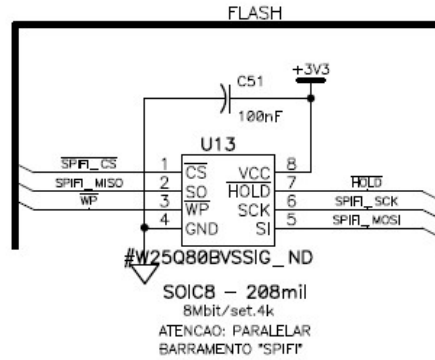 FLASH
+3V3
C51
100nF
U13
SPIFI_CS 1 CS VCC 8
SPIFI_MISO 2 SO HOLD 7 HOLD
WP 3 WP SCK 6 SPIFI_SCK
4 GND SI 5 SPIFI_MOSI
#W25Q80BVSSIG_ND
SOIC8 - 208mil
8Mbit/set.4k
ATENCAO: PARALELAR
BARRAMENTO "SPIFI"